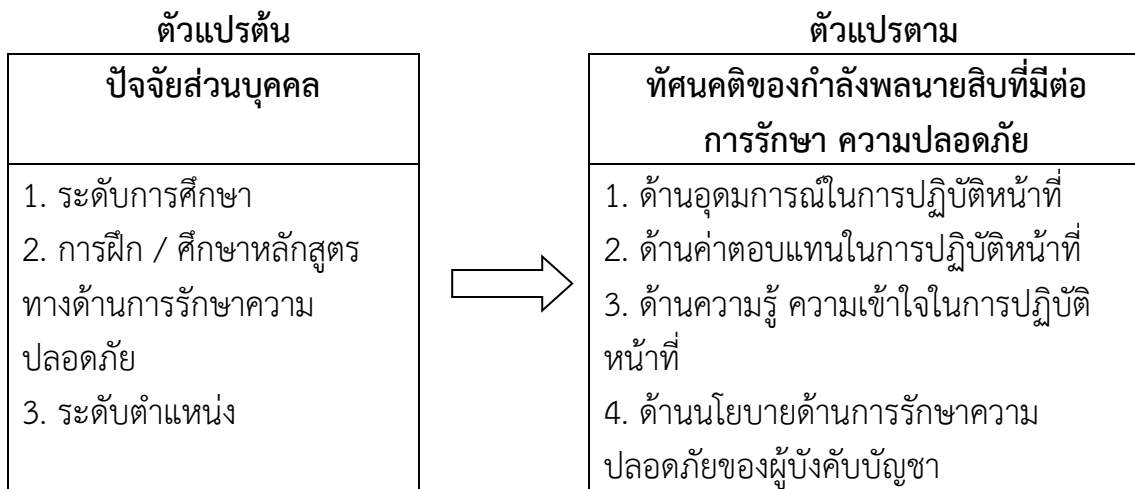 ตัวแปรต้น
ปัจจัยส่วนบุคคล
1. ระดับการศึกษา
2. การฝึก / ศึกษาหลักสูตร
ทางด้านการรักษาความ
ปลอดภัย
3. ระดับตำแหน่ง
ตัวแปรตาม
ทัศนคติของกำลังพลนายสิบที่มีต่อ
การรักษา ความปลอดภัย
1. ด้านอุดมการณ์ในการปฏิบัติหน้าที่
2. ด้านค่าตอบแทนในการปฏิบัติหน้าที่
3. ด้านความรู้ ความเข้าใจในการปฏิบัติ
หน้าที่
4. ด้านนโยบายด้านการรักษาความ
ปลอดภัยของผู้บังคับบัญชา